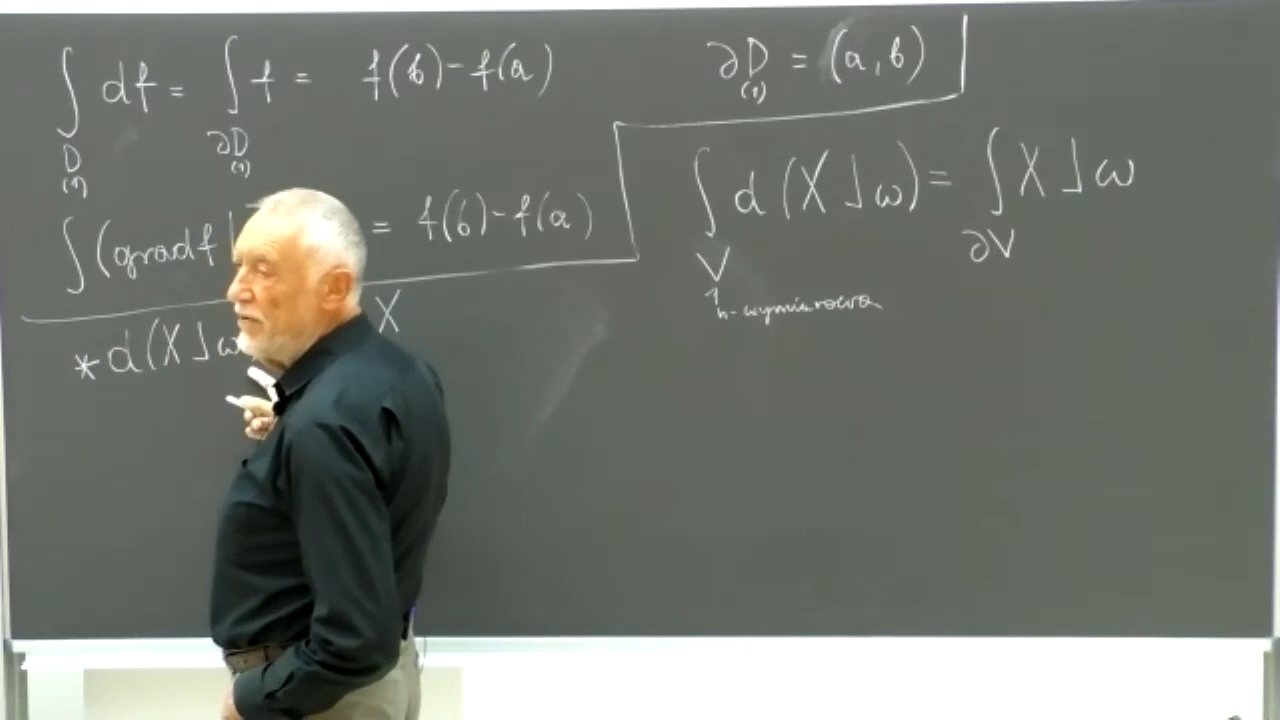 ∫ df = ∫ f = f(b)-f(a)
D (1) ∂D (1)
∂D (1) = (a,b)
∫ (grad f | = f(b)-f(a)
∗d(X⌋ω X
∫ d(X⌋ω) = ∫ X⌋ω
V ∂V
↑
n-wymiarowa